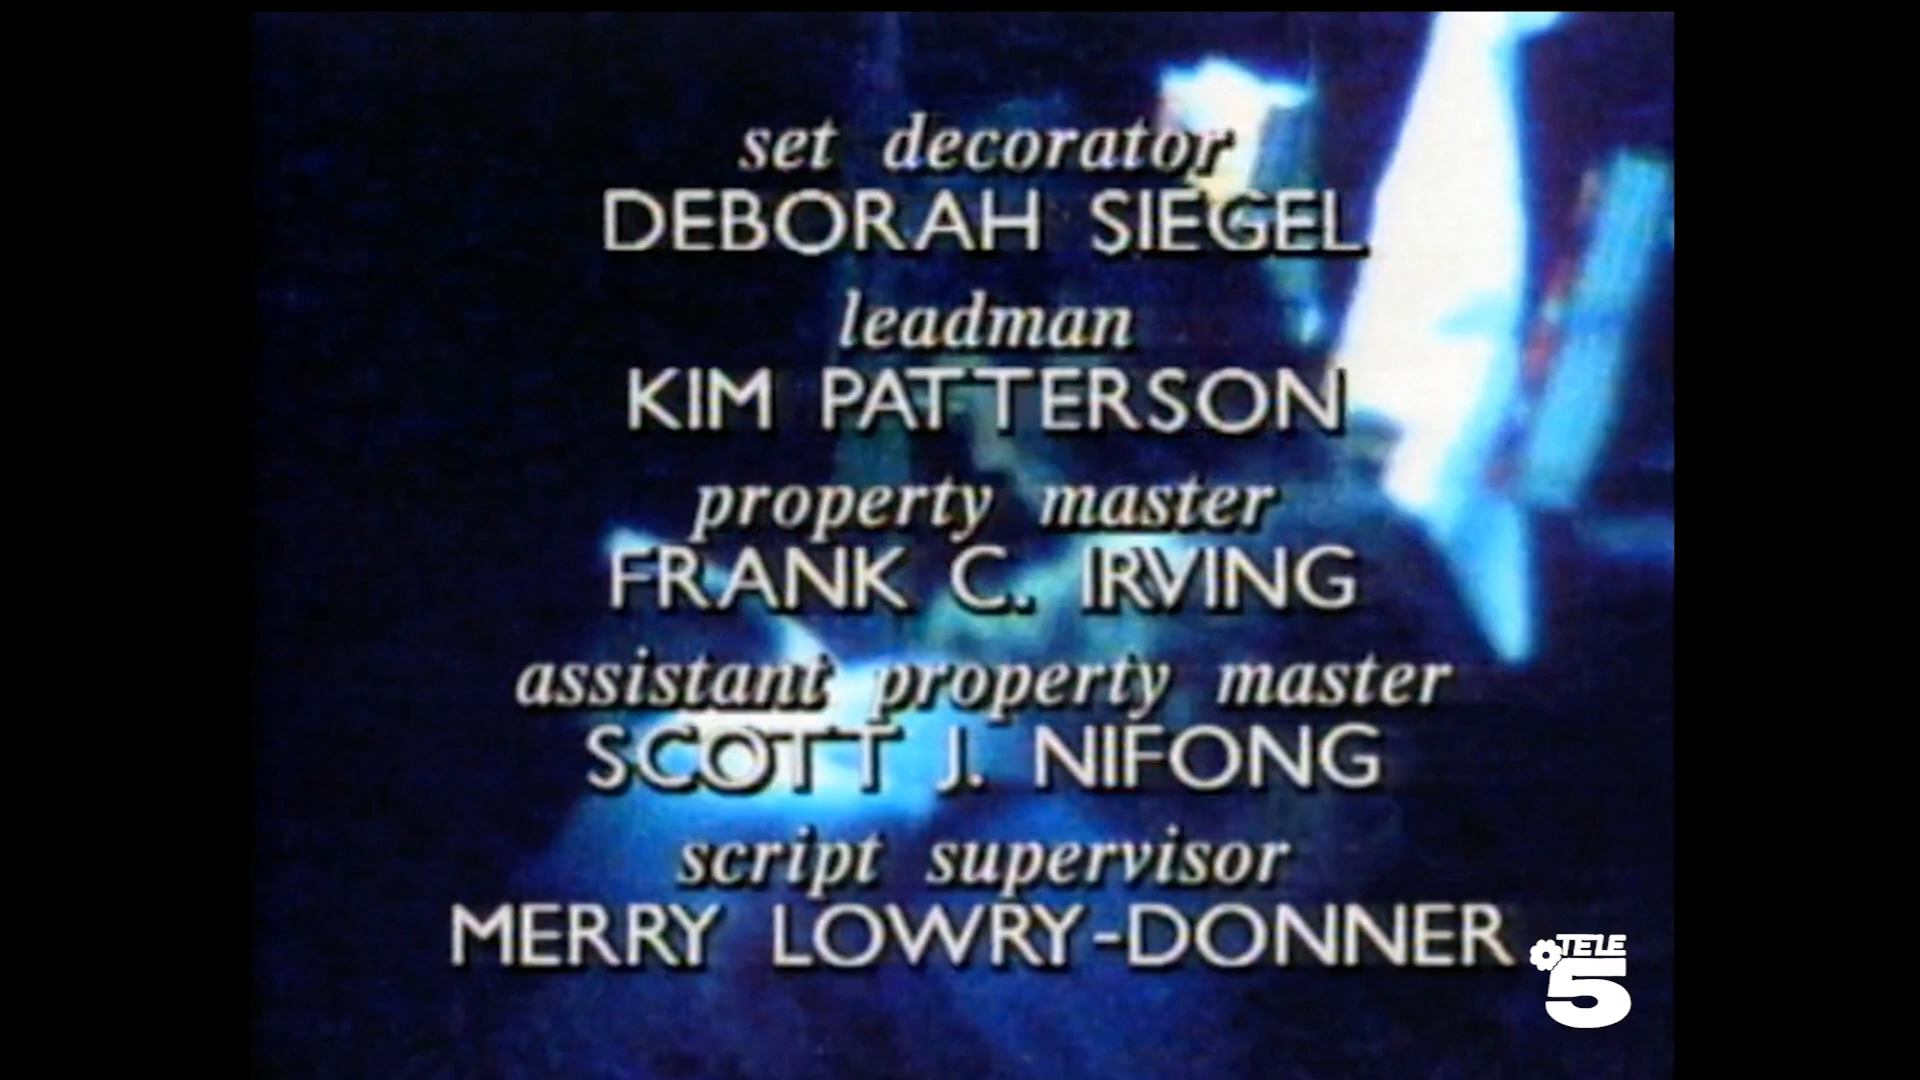 set decorator
DEBORAH SIEGEL
leadman
KIM PATTERSON
property master
FRANK C. IRVING
assistant property master
SCOTT J. NIFONG
script supervisor
MERRY LOWRY-DONNER
TELE
5